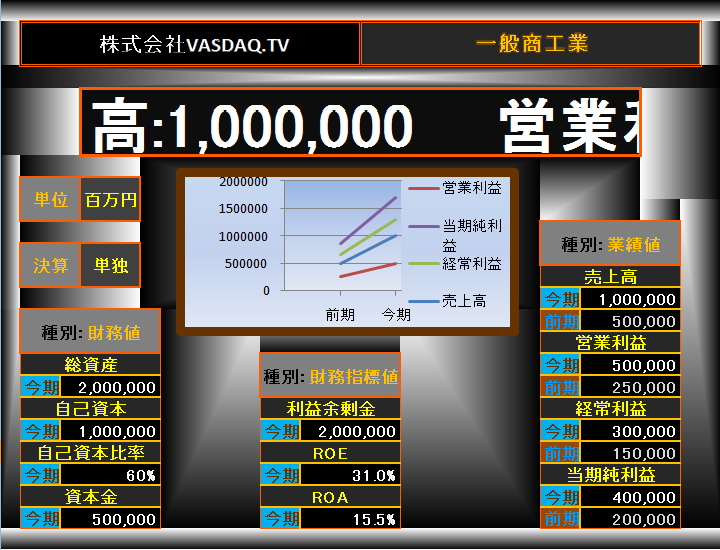 株式会社VASDAQ.TV
一般商工業
高:1,000,000 営業利
単位 百万円
決算 単独
2000000
1500000
1000000
500000
0
前期 今期
営業利益
当期純利
益
経常利益
売上高
種別: 財務値
総資産
今期 2,000,000
自己資本
今期 1,000,000
自己資本比率
今期 60%
資本金
今期 500,000
種別: 財務指標値
利益余剰金
今期 2,000,000
ROE
今期 31.0%
ROA
今期 15.5%
種別: 業績値
売上高
今期 1,000,000
前期 500,000
営業利益
今期 500,000
前期 250,000
経常利益
今期 300,000
前期 150,000
当期純利益
今期 400,000
前期 200,000